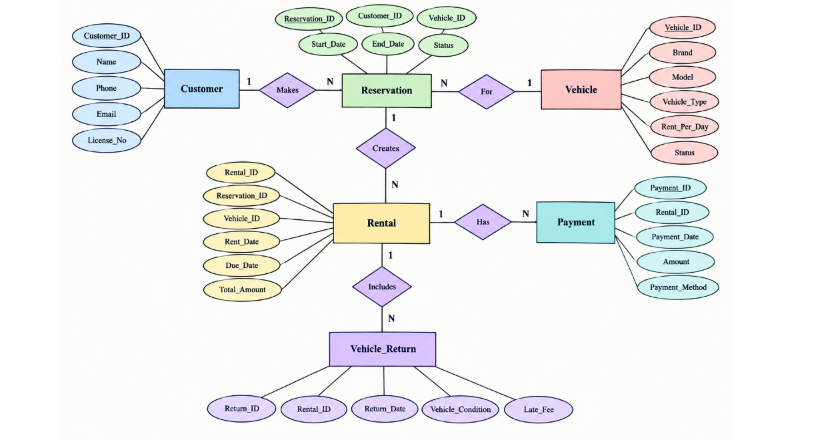 Reservation_ID
Customer_ID
Vehicle_ID
Start_Date
End_Date
Status
Customer_ID
Name
Phone
Email
License_No
Customer
1
Makes
N
Reservation
N
For
1
Vehicle
Vehicle_ID
Brand
Model
Vehicle_Type
Rent_Per_Day
Status
1
Creates
N
Rental_ID
Reservation_ID
Vehicle_ID
Rent_Date
Due_Date
Total_Amount
Rental
1
Has
N
Payment
Payment_ID
Rental_ID
Payment_Date
Amount
Payment_Method
1
Includes
N
Vehicle_Return
Return_ID
Rental_ID
Return_Date
Vehicle_Condition
Late_Fee